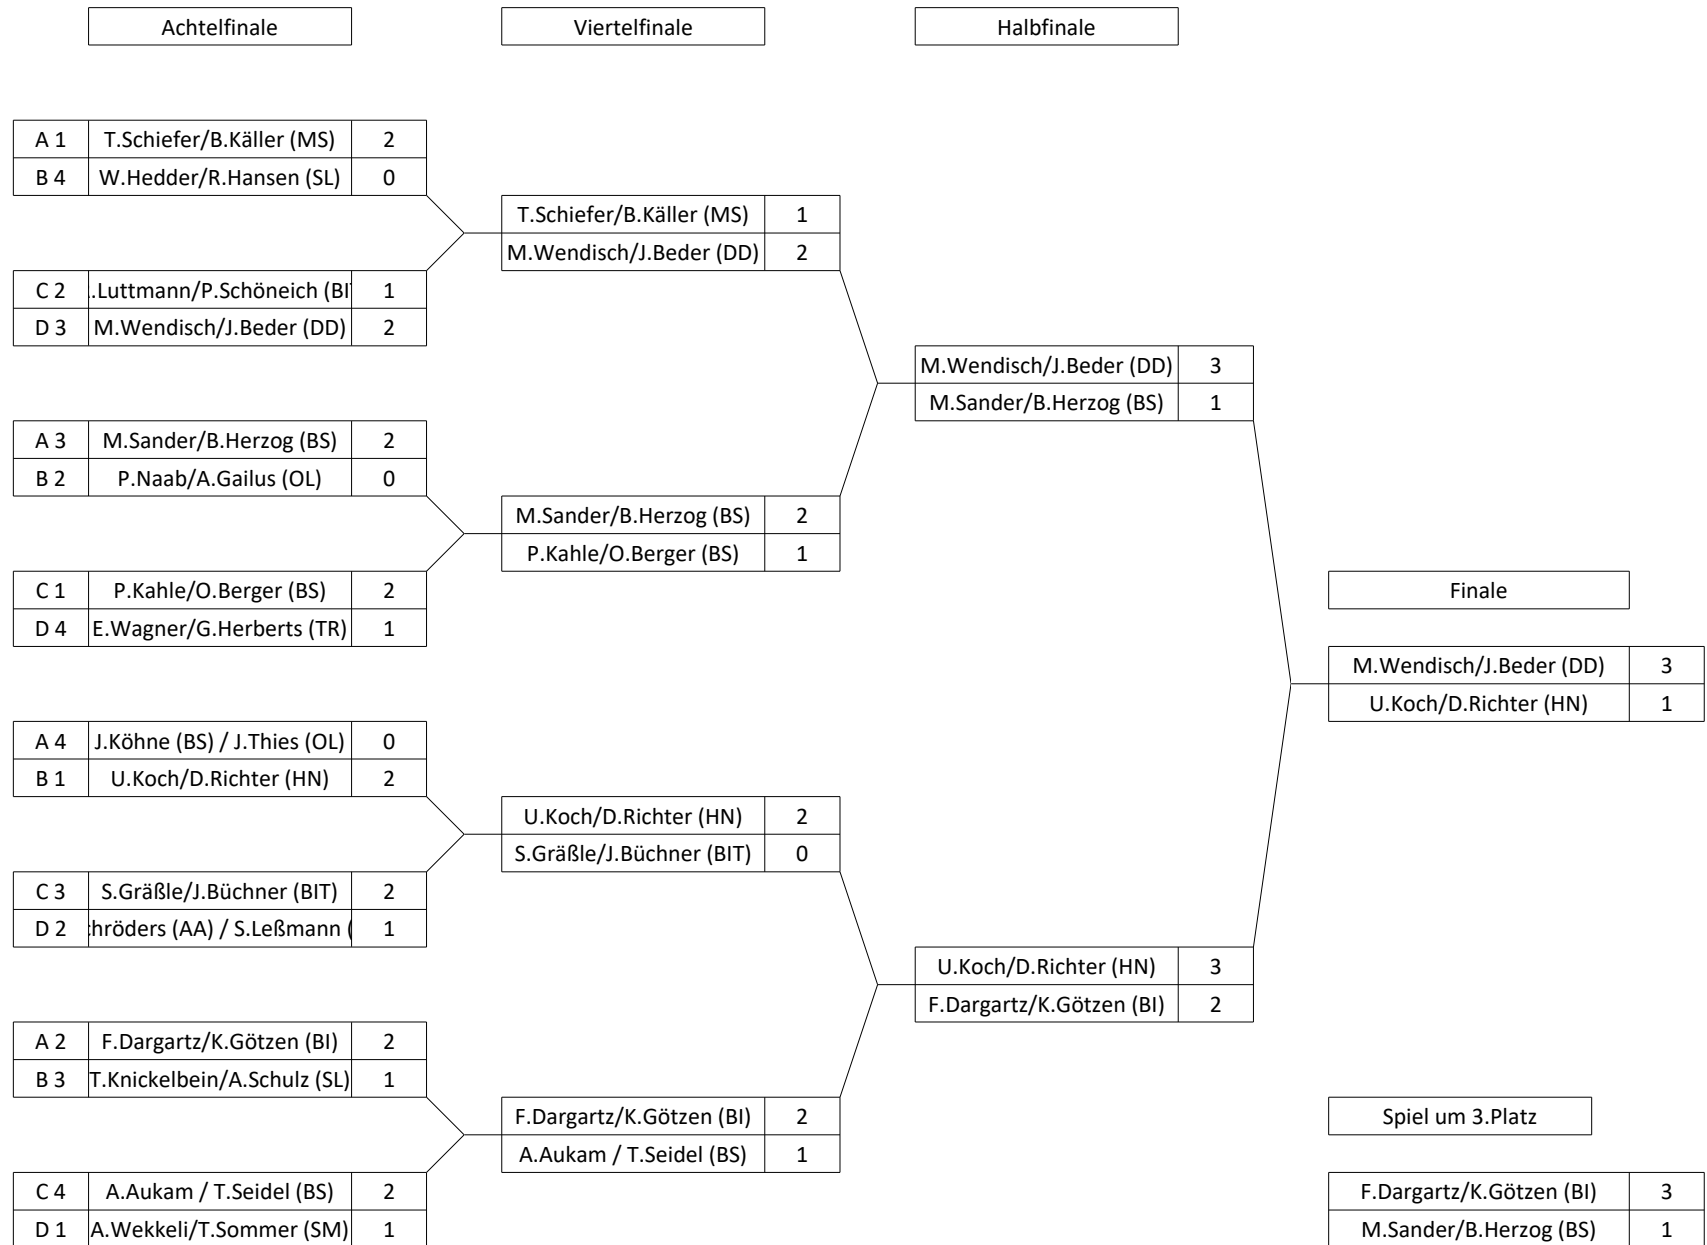 Achtelfinale Viertelfinale Halbfinale
A 1 T.Schiefer/B.Käller (MS) 2
B 4 W.Hedder/R.Hansen (SL) 0
T.Schiefer/B.Käller (MS) 1
M.Wendisch/J.Beder (DD) 2
C 2 .Luttmann/P.Schöneich (BI 1
D 3 M.Wendisch/J.Beder (DD) 2
M.Wendisch/J.Beder (DD) 3
M.Sander/B.Herzog (BS) 1
A 3 M.Sander/B.Herzog (BS) 2
B 2 P.Naab/A.Gailus (OL) 0
M.Sander/B.Herzog (BS) 2
P.Kahle/O.Berger (BS) 1
C 1 P.Kahle/O.Berger (BS) 2
D 4 E.Wagner/G.Herberts (TR) 1
Finale
M.Wendisch/J.Beder (DD) 3
U.Koch/D.Richter (HN) 1
A 4 J.Köhne (BS) / J.Thies (OL) 0
B 1 U.Koch/D.Richter (HN) 2
U.Koch/D.Richter (HN) 2
S.Gräßle/J.Büchner (BIT) 0
C 3 S.Gräßle/J.Büchner (BIT) 2
D 2 hröders (AA) / S.Leßmann ( 1
U.Koch/D.Richter (HN) 3
F.Dargartz/K.Götzen (BI) 2
A 2 F.Dargartz/K.Götzen (BI) 2
B 3 T.Knickelbein/A.Schulz (SL) 1
F.Dargartz/K.Götzen (BI) 2
A.Aukam / T.Seidel (BS) 1
Spiel um 3.Platz
C 4 A.Aukam / T.Seidel (BS) 2
D 1 A.Wekkeli/T.Sommer (SM) 1
F.Dargartz/K.Götzen (BI) 3
M.Sander/B.Herzog (BS) 1